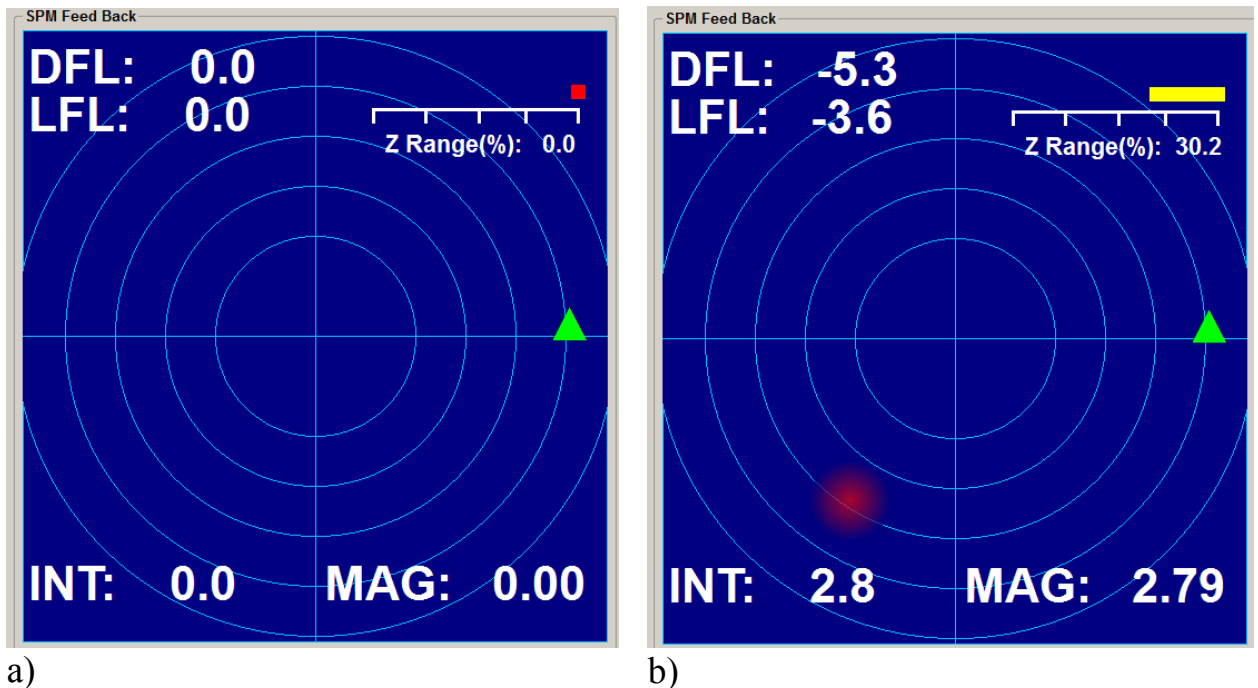 SPM Feed Back
DFL: 0.0
LFL: 0.0
Z Range(%): 0.0
INT: 0.0 MAG: 0.00
a)
SPM Feed Back
DFL: -5.3
LFL: -3.6
Z Range(%): 30.2
INT: 2.8 MAG: 2.79
b)